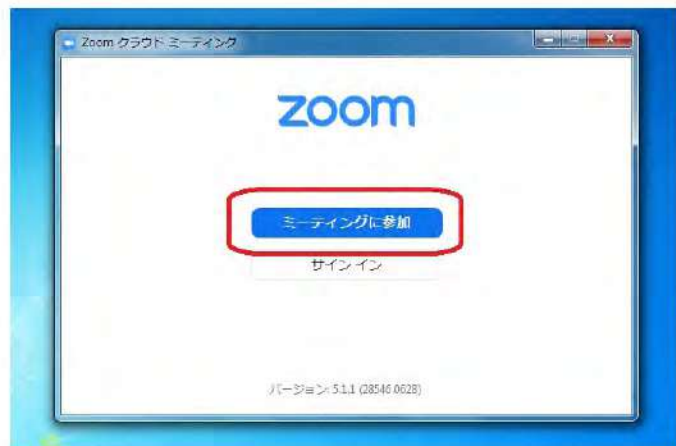 Zoom クラウド ミーティング
zoom
ミーティングに参加
サイン イン
バージョン: 5.1.1 (28546.0628)